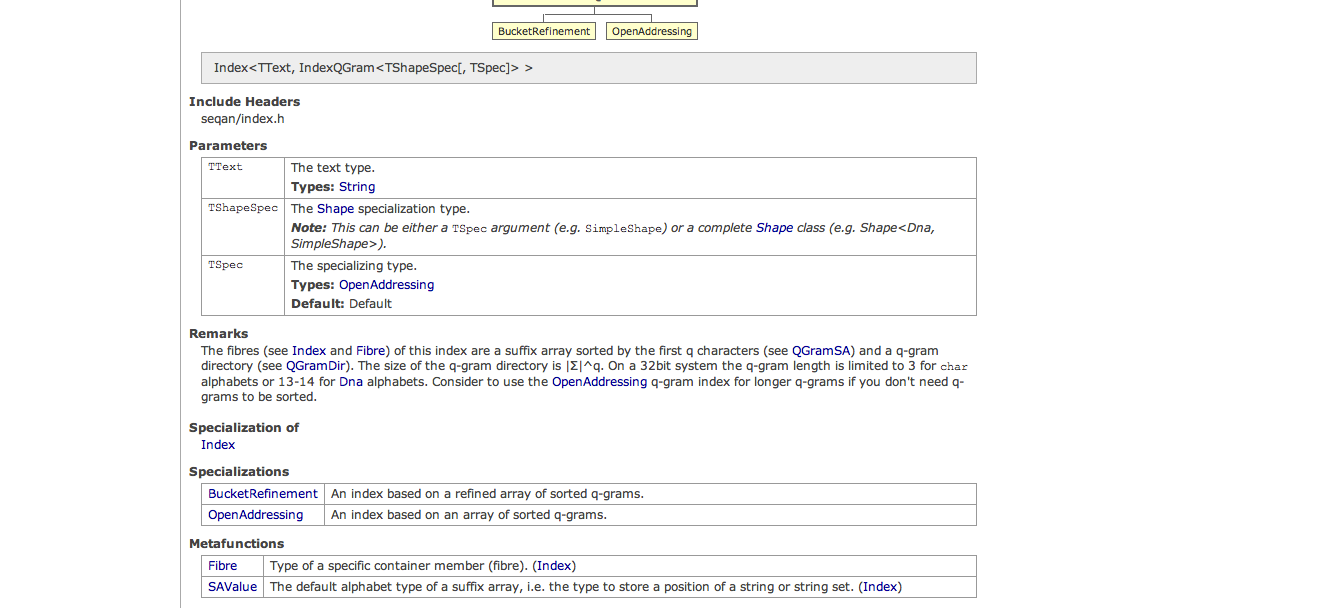 BucketRefinement OpenAddressing
Index<TText, IndexQGram<TShapeSpec[, TSpec]> >
Include Headers
seqan/index.h
Parameters
TText The text type.
Types: String
TShapeSpec The Shape specialization type.
Note: This can be either a TSpec argument (e.g. SimpleShape) or a complete Shape class (e.g. Shape<Dna,
SimpleShape>).
TSpec The specializing type.
Types: OpenAddressing
Default: Default
Remarks
The fibres (see Index and Fibre) of this index are a suffix array sorted by the first q characters (see QGramSA) and a q-gram
directory (see QGramDir). The size of the q-gram directory is |Σ|^q. On a 32bit system the q-gram length is limited to 3 for char
alphabets or 13-14 for Dna alphabets. Consider to use the OpenAddressing q-gram index for longer q-grams if you don't need q-
grams to be sorted.
Specialization of
Index
Specializations
BucketRefinement An index based on a refined array of sorted q-grams.
OpenAddressing An index based on an array of sorted q-grams.
Metafunctions
Fibre Type of a specific container member (fibre). (Index)
SAValue The default alphabet type of a suffix array, i.e. the type to store a position of a string or string set. (Index)